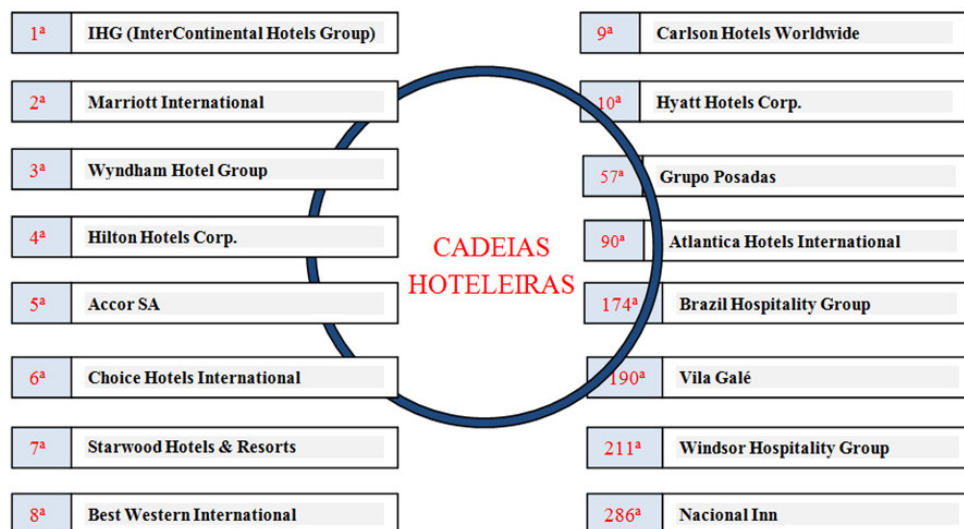 1ª IHG (InterContinental Hotels Group)
2ª Marriott International
3ª Wyndham Hotel Group
4ª Hilton Hotels Corp.
5ª Accor SA
6ª Choice Hotels International
7ª Starwood Hotels & Resorts
8ª Best Western International
CADEIAS
HOTELEIRAS
9ª Carlson Hotels Worldwide
10ª Hyatt Hotels Corp.
57ª Grupo Posadas
90ª Atlantica Hotels International
174ª Brazil Hospitality Group
190ª Vila Galé
211ª Windsor Hospitality Group
286ª Nacional Inn